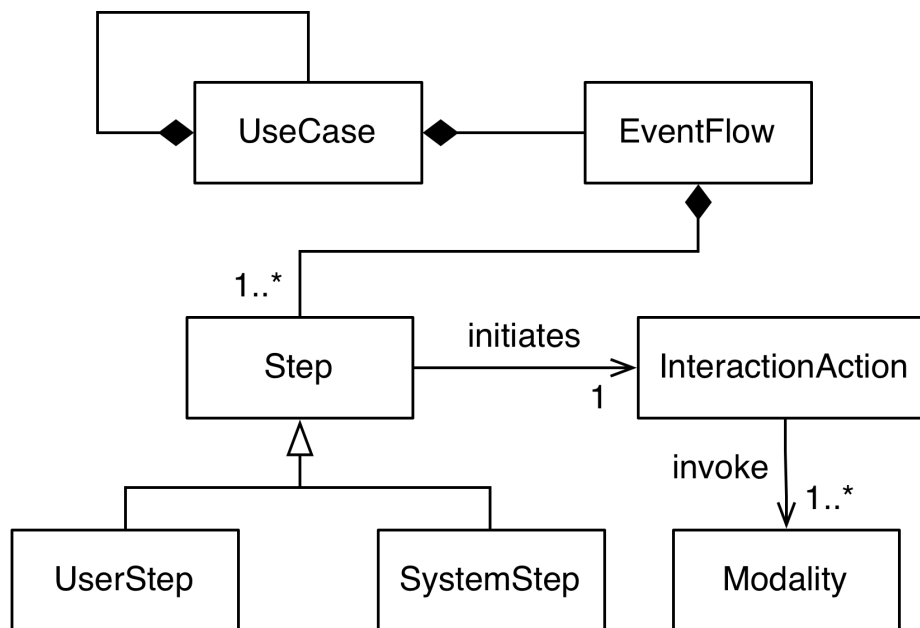 UseCase
EventFlow
1..*
Step
initiates
1
InteractionAction
invoke
1..*
UserStep
SystemStep
Modality